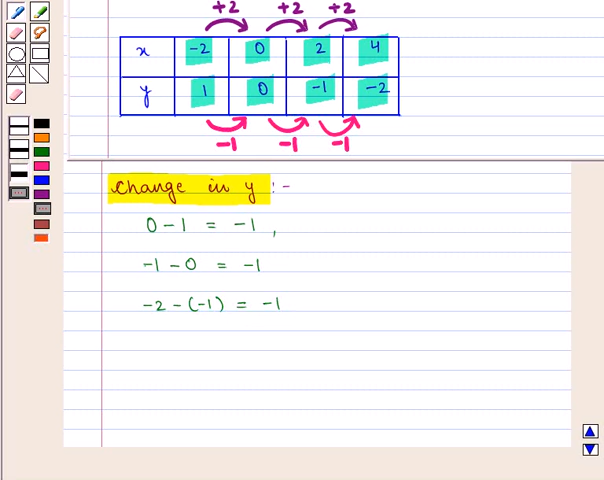 +2 +2 +2
x -2 0 2 4
y 1 0 -1 -2
-1 -1 -1
Change in y :-
0 - 1 = -1 ,
-1 - 0 = -1
-2 - (-1) = -1